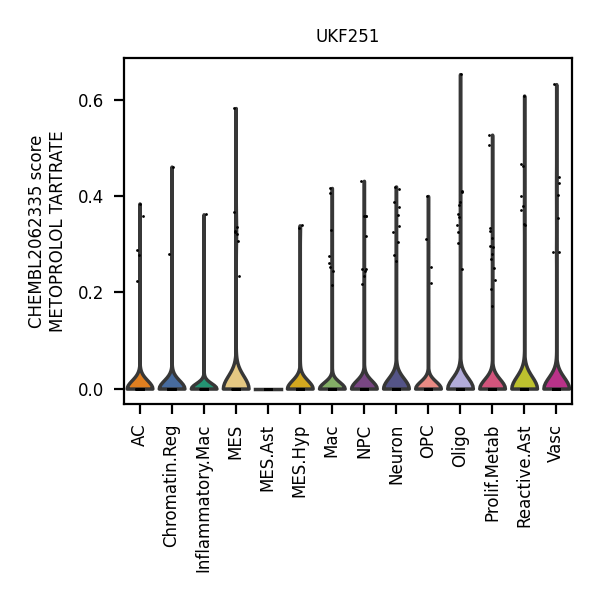 UKF251
CHEMBL2062335 score
METOPROLOL TARTRATE
0.6
0.4
0.2
0.0
AC
Chromatin.Reg
Inflammatory.Mac
MES
MES.Ast
MES.Hyp
Mac
NPC
Neuron
OPC
Oligo
Prolif.Metab
Reactive.Ast
Vasc